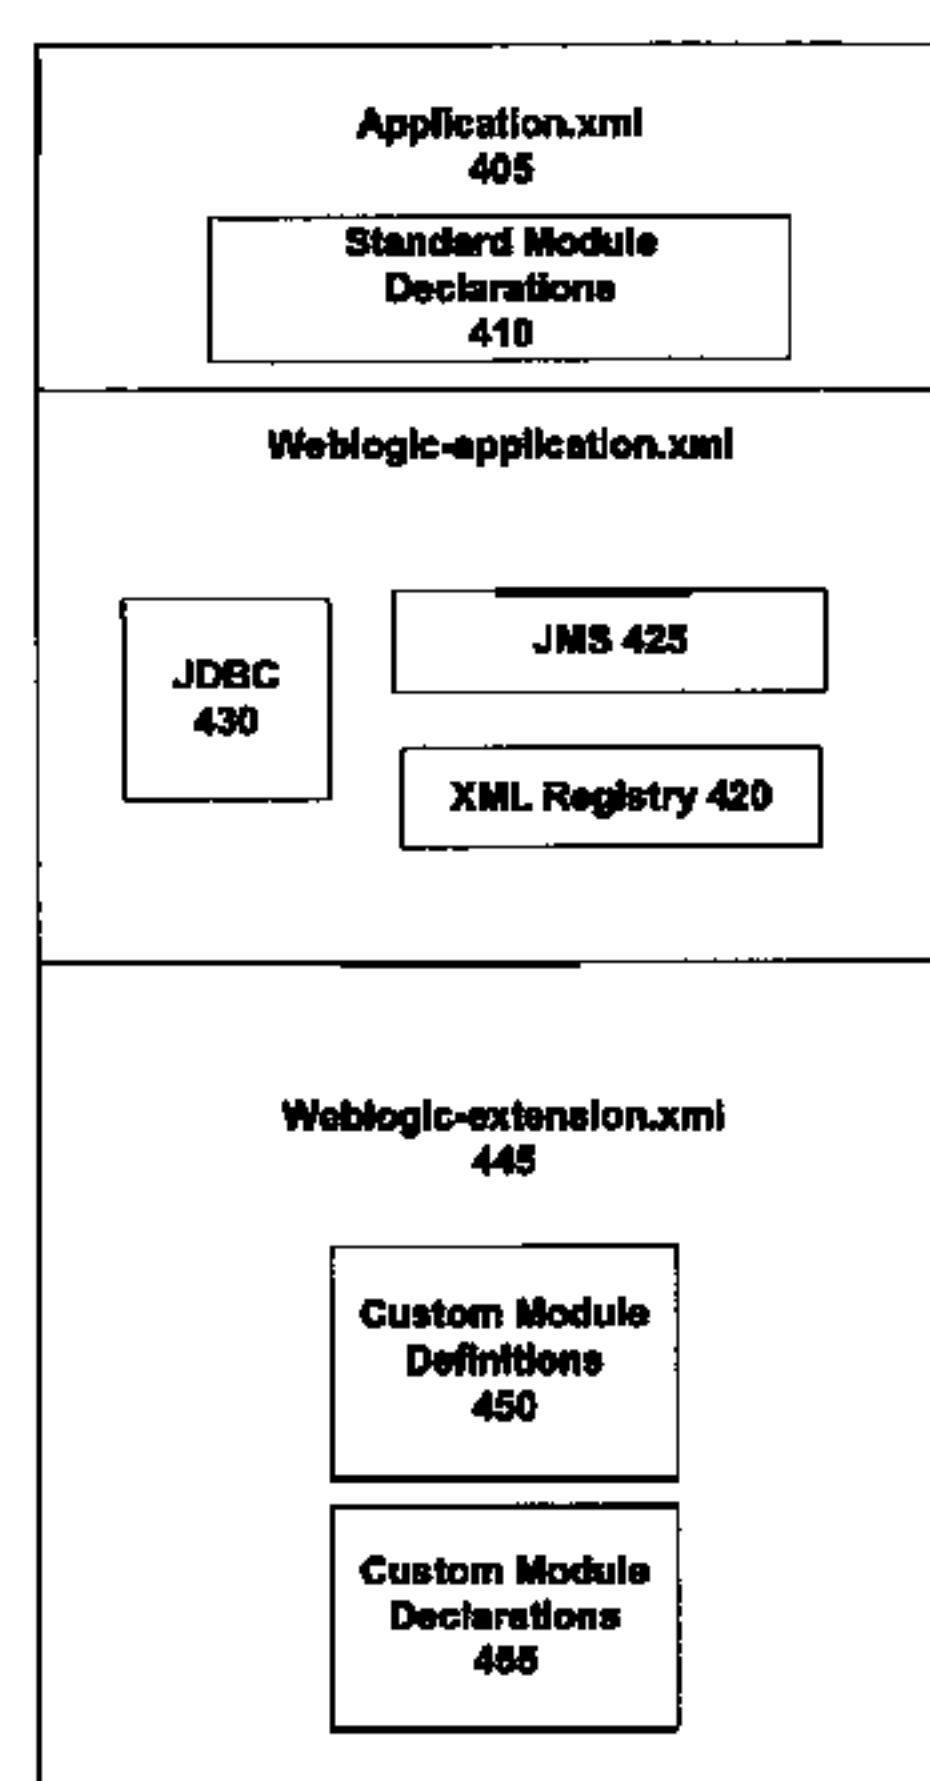 Application.xml
405
Standard Module
Declarations
410
Weblogic-application.xml
JDBC
430
JMS 425
XML Registry 420
Weblogic-extension.xml
445
Custom Module
Definitions
450
Custom Module
Declarations
455